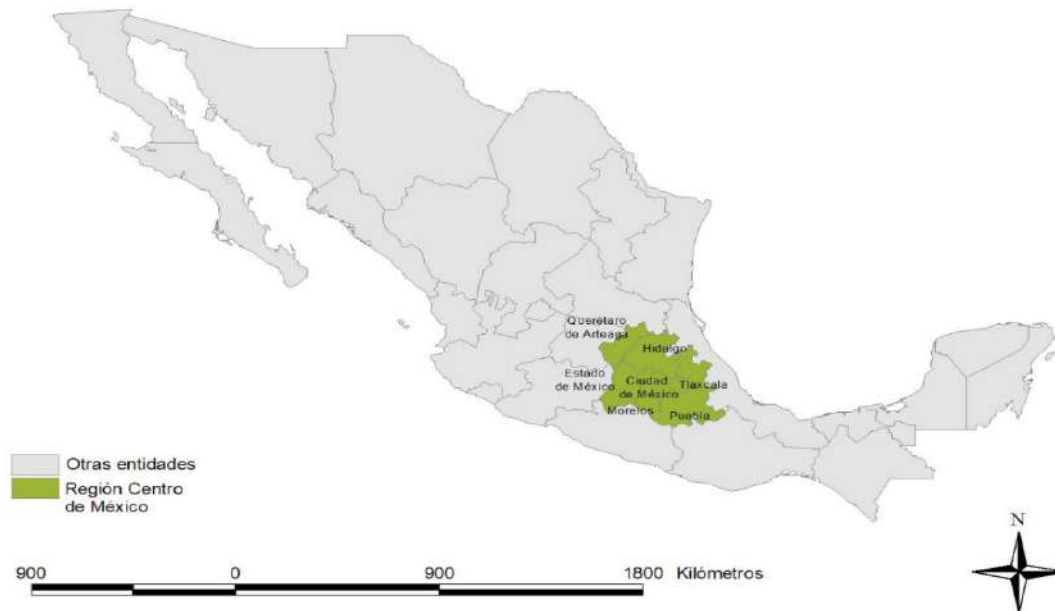 Querétaro
de Arteaga
Hidalgo
Estado
de México
Ciudad
de México
Tlaxcala
Morelos
Puebla
Otras entidades
Región Centro
de México
N
900 0 900 1800 Kilómetros